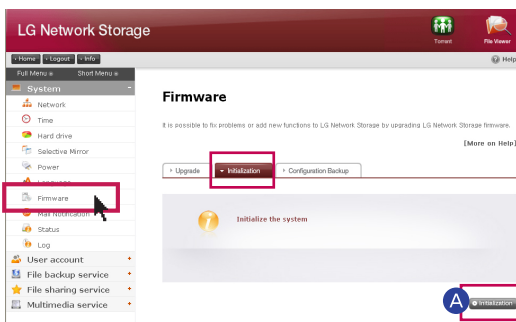 LG Network Storage
Torrent
File Viewer
Home Logout Info
Help
Full Menu Short Menu
System -
Network
Time
Hard drive
Selective Mirror
Power
Language
Firmware
Mail Notification
Status
Log
User account +
File backup service +
File sharing service +
Multimedia service +
Firmware
It is possible to fix problems or add new functions to LG Network Storage by upgrading LG Network Storage firmware.
[More on Help]
Upgrade Initialization Configuration Backup
Initialize the system
A Initialization